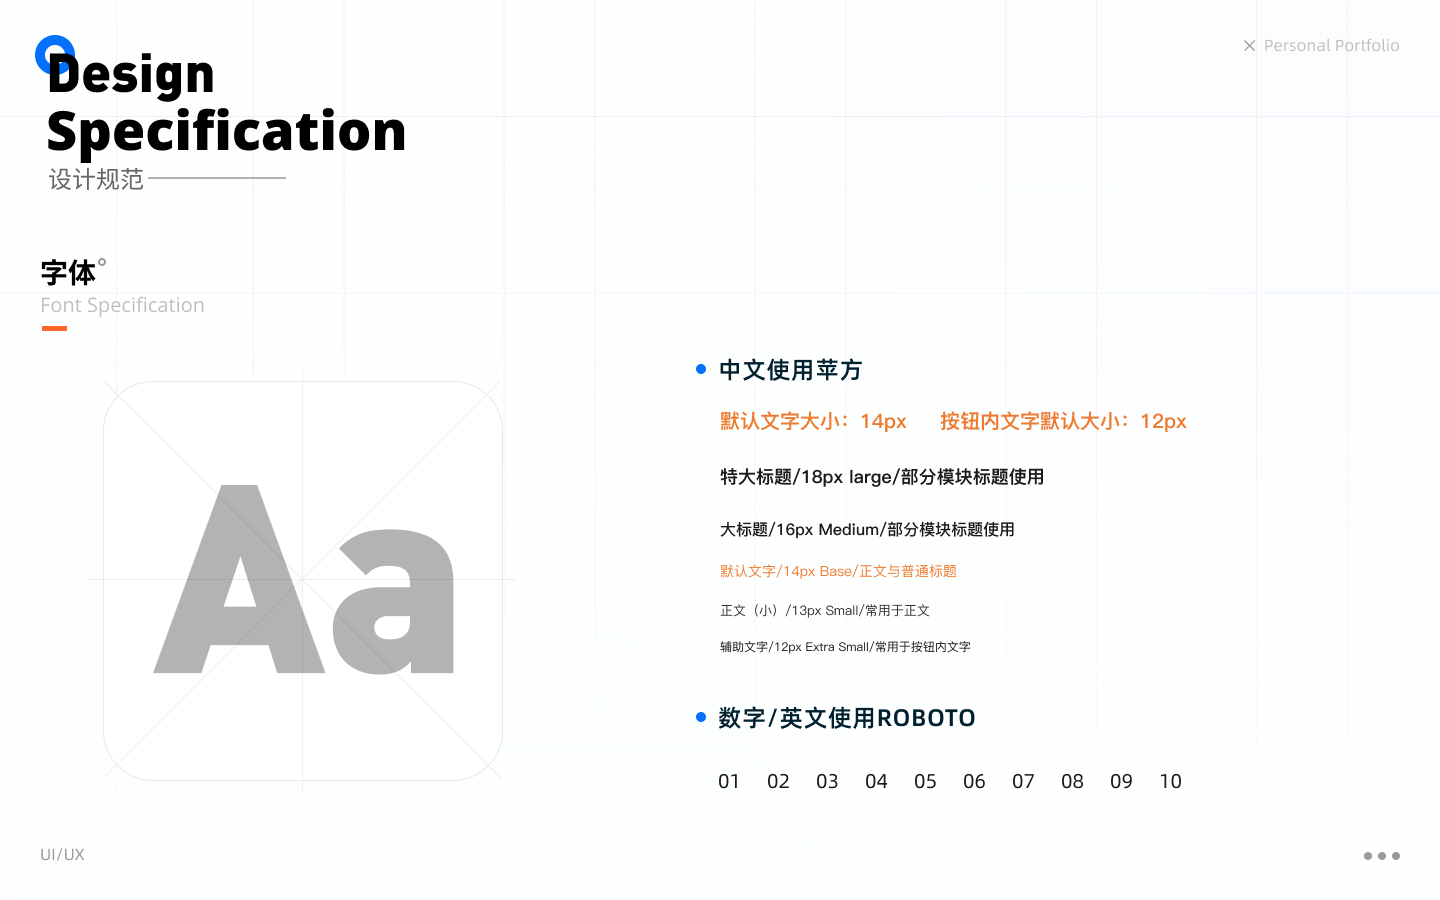 Design
Specification
设计规范
Personal Portfolio
字体
Font Specification
Aa
中文使用苹方
默认文字大小：14px 按钮内文字默认大小：12px
特大标题/18px large/部分模块标题使用
大标题/16px Medium/部分模块标题使用
默认文字/14px Base/正文与普通标题
正文（小）/13px Small/常用于正文
辅助文字/12px Extra Small/常用于按钮内文字
数字/英文使用ROBOTO
01 02 03 04 05 06 07 08 09 10
UI/UX